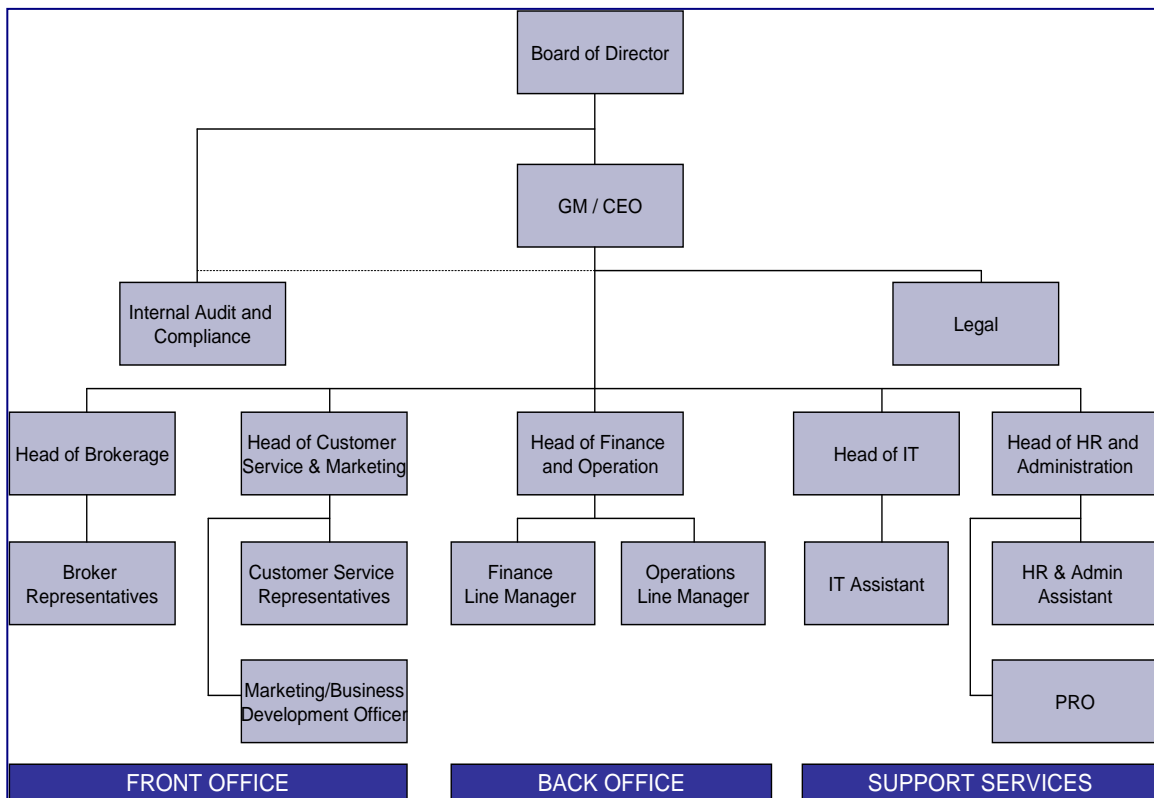 Board of Director
GM / CEO
Internal Audit and
Compliance
Legal
Head of Brokerage
Head of Customer
Service & Marketing
Head of Finance
and Operation
Head of IT
Head of HR and
Administration
Broker
Representatives
Customer Service
Representatives
Finance
Line Manager
Operations
Line Manager
IT Assistant
HR & Admin
Assistant
Marketing/Business
Development Officer
PRO
FRONT OFFICE
BACK OFFICE
SUPPORT SERVICES